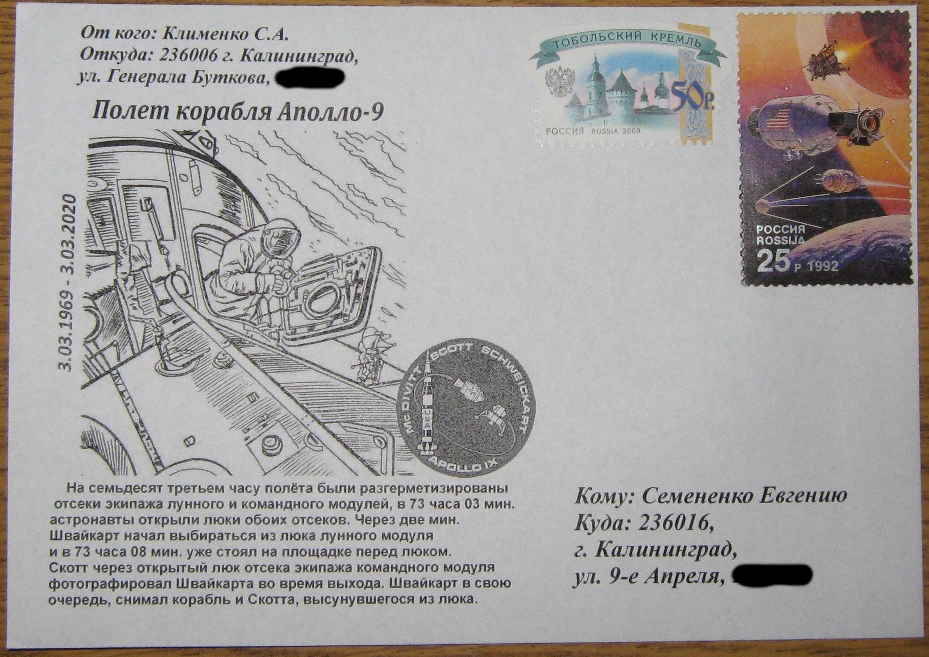 От кого: Клименко С.А.
Откуда: 236006 г. Калининград,
ул. Генерала Буткова,
Полет корабля Аполло-9
3.03.1969 - 3.03.2020
ТОБОЛЬСКИЙ КРЕМЛЬ
50р.
РОССИЯ RUSSIA 2009
РОССИЯ
ROSSIJA
25 р 1992
McDIVITT SCOTT SCHWEICKART
APOLLO IX
На семьдесят третьем часу полёта были разгерметизированы
отсеки экипажа лунного и командного модулей, в 73 часа 03 мин.
астронавты открыли люки обоих отсеков. Через две мин.
Швайкарт начал выбираться из люка лунного модуля
и в 73 часа 08 мин. уже стоял на площадке перед люком.
Скотт через открытый люк отсека экипажа командного модуля
фотографировал Швайкарта во время выхода. Швайкарт в свою
очередь, снимал корабль и Скотта, высунувшегося из люка.
Кому: Семененко Евгению
Куда: 236016,
г. Калининград,
ул. 9-е Апреля,